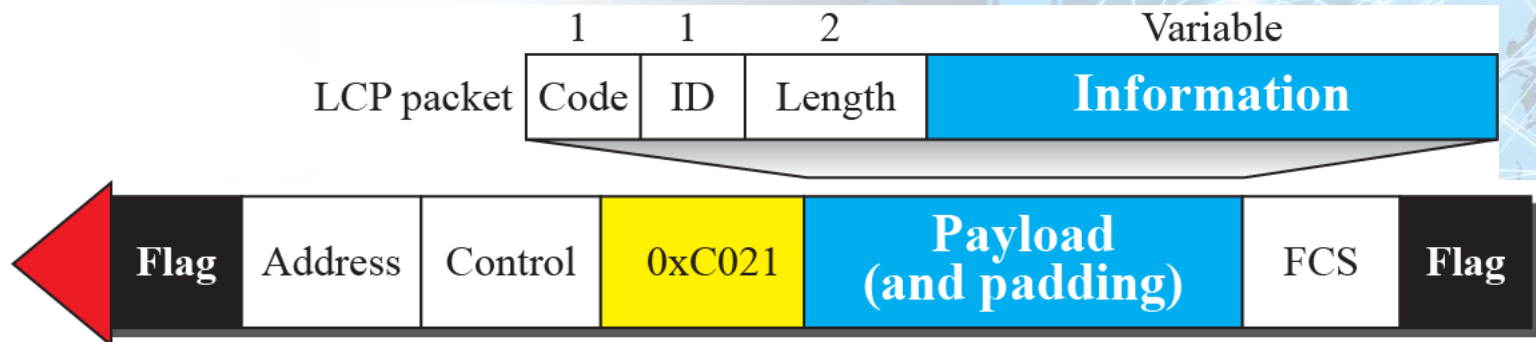 1 1 2 Variable
LCP packet Code ID Length Information
Flag Address Control 0xC021 Payload (and padding) FCS Flag